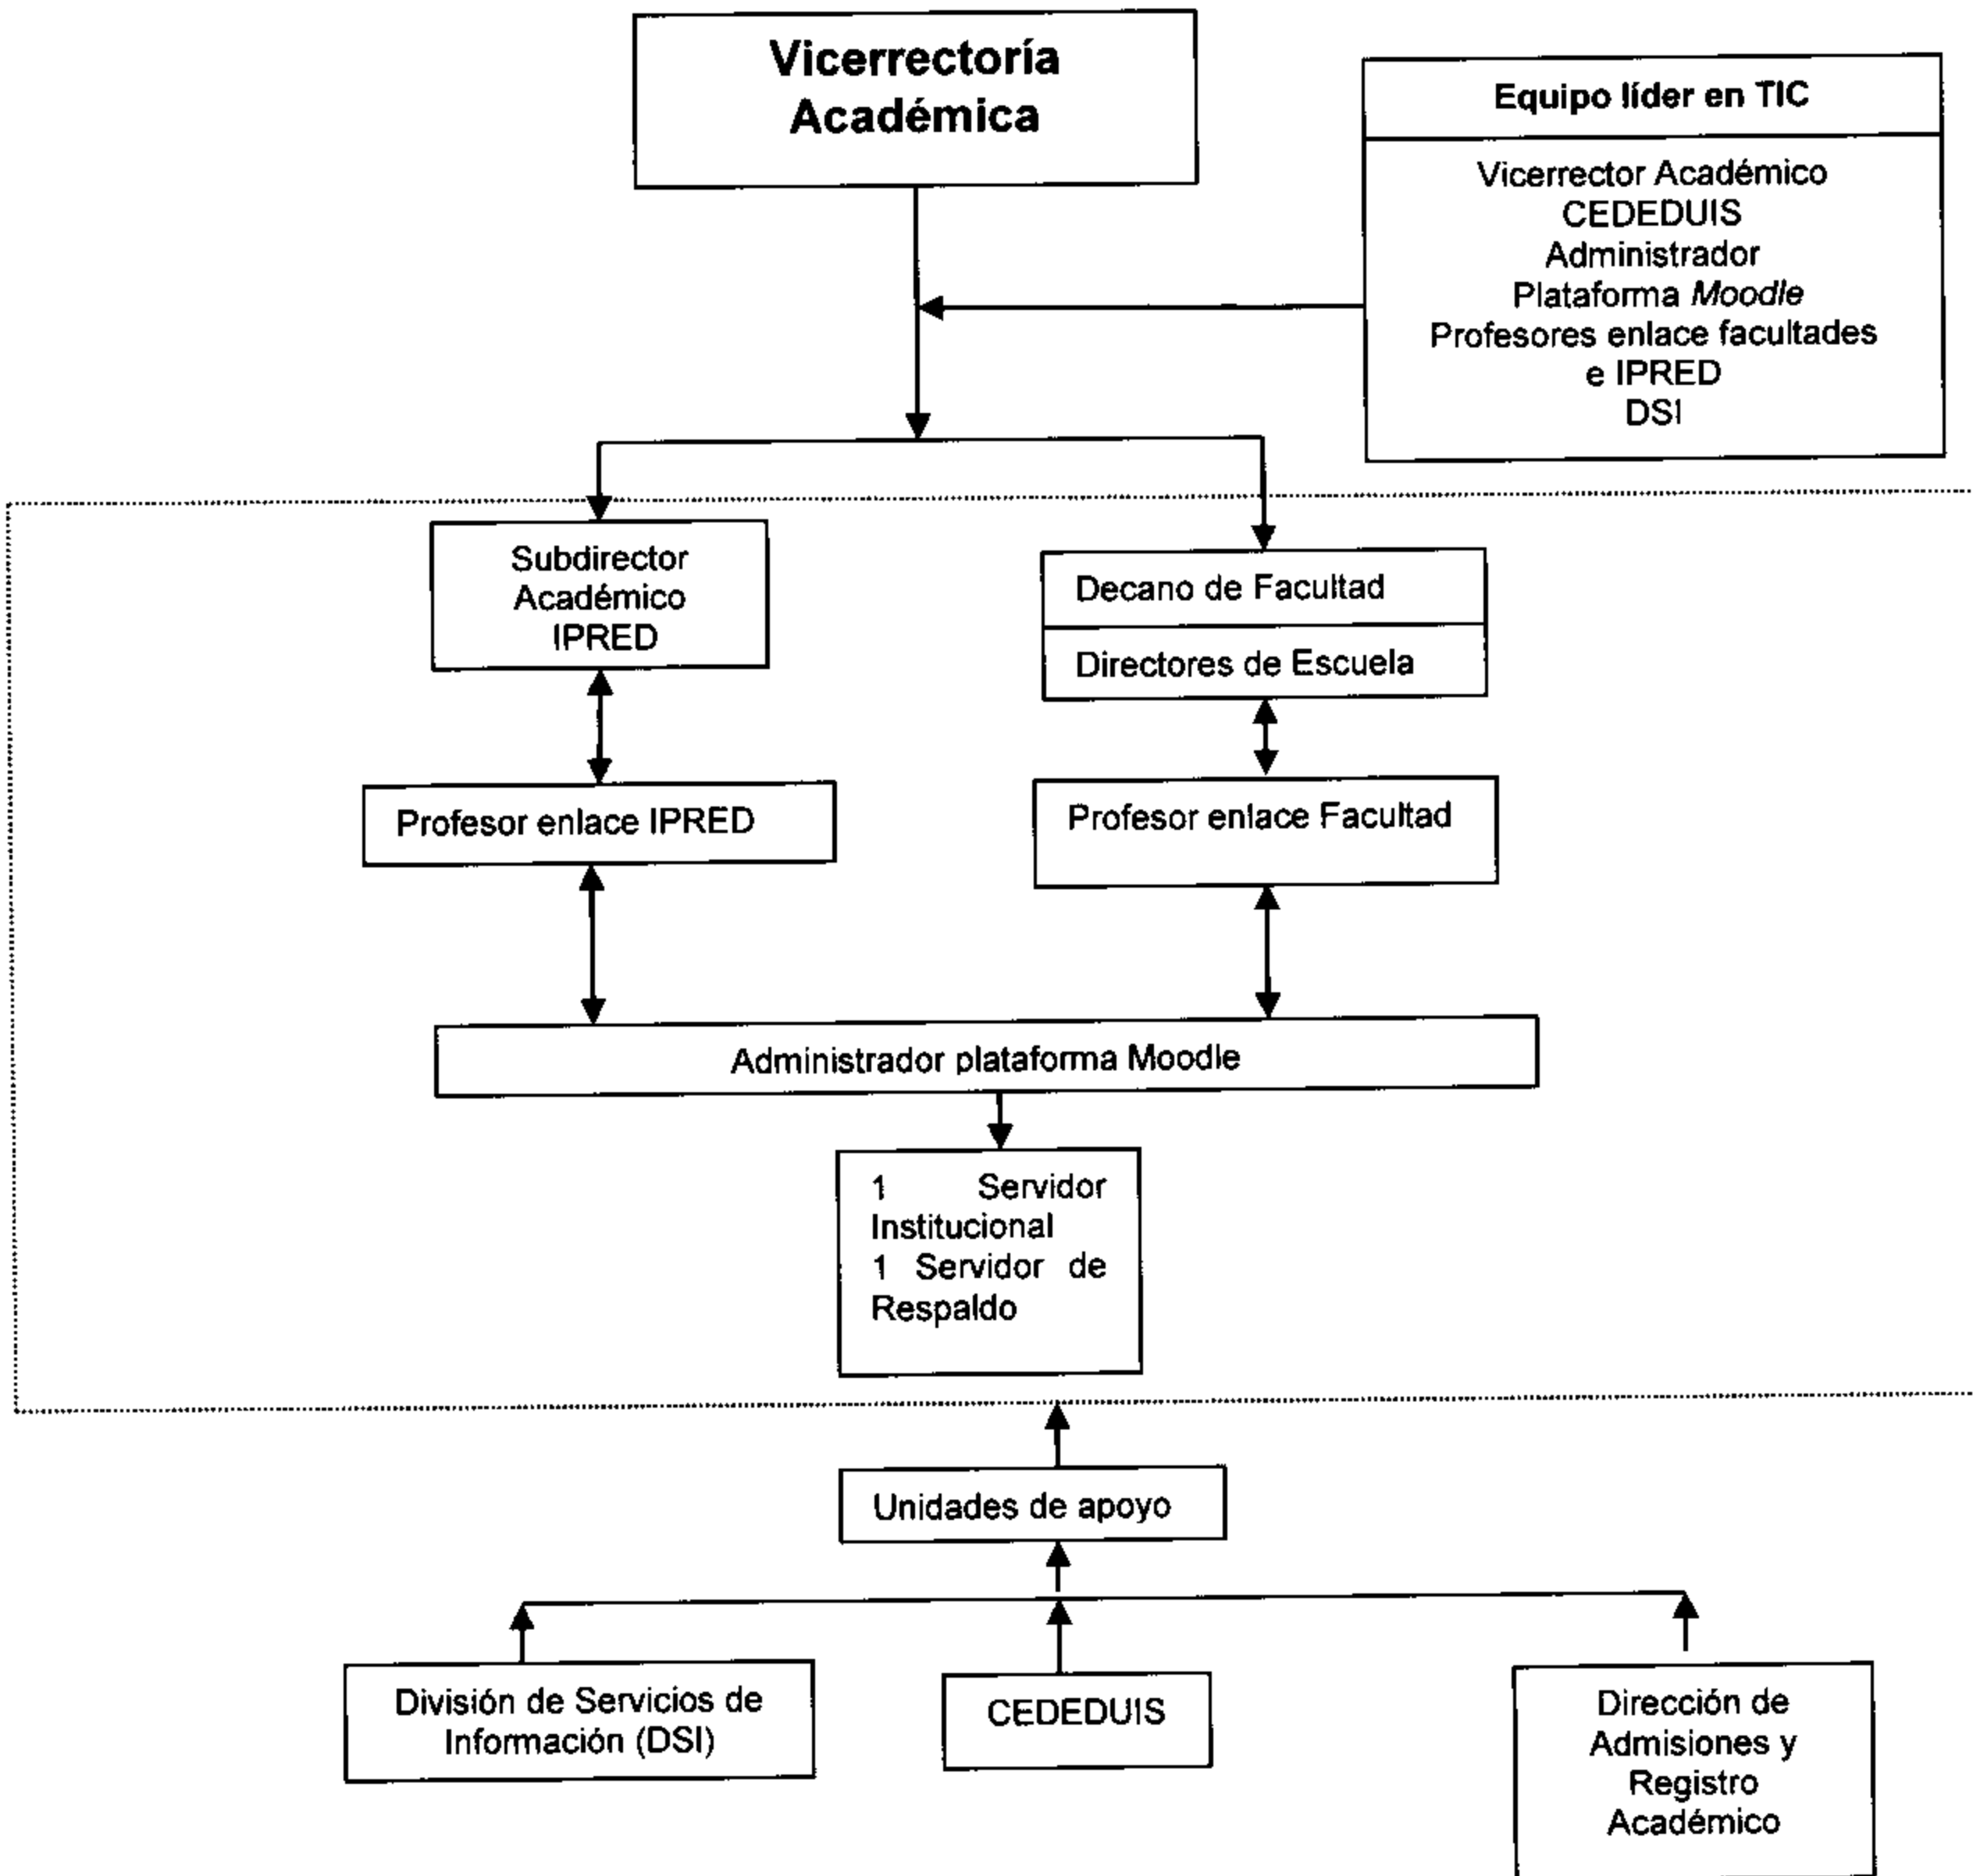 Vicerrectoría
Académica
Equipo líder en TIC
Vicerrector Académico
CEDEDUIS
Administrador
Plataforma Moodle
Profesores enlace facultades
e IPRED
DSI
Subdirector
Académico
IPRED
Decano de Facultad
Directores de Escuela
Profesor enlace IPRED
Profesor enlace Facultad
Administrador plataforma Moodle
1 Servidor
Institucional
1 Servidor de
Respaldo
Unidades de apoyo
División de Servicios de
Información (DSI)
CEDEDUIS
Dirección de
Admisiones y
Registro
Académico